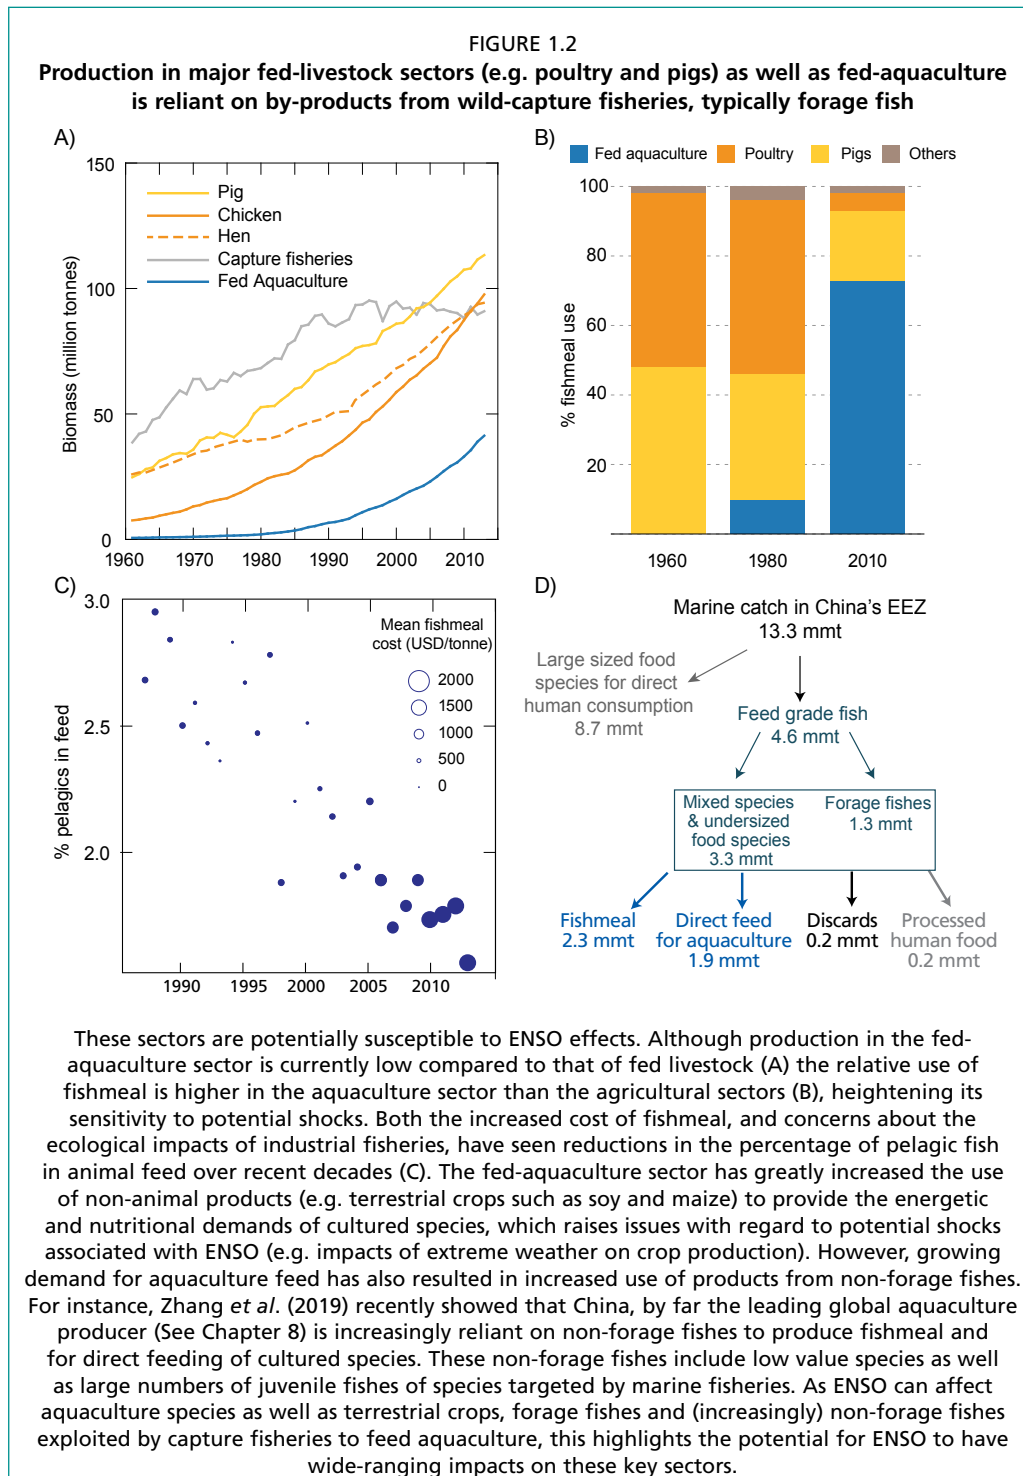 FIGURE 1.2
Production in major fed-livestock sectors (e.g. poultry and pigs) as well as fed-aquaculture
is reliant on by-products from wild-capture fisheries, typically forage fish
A)
150
100
50
0
Biomass (million tonnes)
Pig
Chicken
Hen
Capture fisheries
Fed Aquaculture
1960 1970 1980 1990 2000 2013
B)
Fed aquaculture Poultry Pigs Others
100
80
60
40
20
% fishmeal use
1960 1980 2010
C)
3.0
2.5
2.0
% pelagics in feed
Mean fishmeal
cost (USD/tonne)
2000
1500
1000
500
0
1990 1995 2000 2005 2010
D)
Marine catch in China's EEZ
13.3 mmt
Large sized food
species for direct
human consumption
8.7 mmt
Feed grade fish
4.6 mmt
Mixed species
& undersized
food species
3.3 mmt
Forage fishes
1.3 mmt
Fishmeal
2.3 mmt
Direct feed
for aquaculture
1.9 mmt
Discards
0.2 mmt
Processed
human food
0.2 mmt
These sectors are potentially susceptible to ENSO effects. Although production in the fed-
aquaculture sector is currently low compared to that of fed livestock (A) the relative use of
fishmeal is higher in the aquaculture sector than the agricultural sectors (B), heightening its
sensitivity to potential shocks. Both the increased cost of fishmeal, and concerns about the
ecological impacts of industrial fisheries, have seen reductions in the percentage of pelagic fish
in animal feed over recent decades (C). The fed-aquaculture sector has greatly increased the use
of non-animal products (e.g. terrestrial crops such as soy and maize) to provide the energetic
and nutritional demands of cultured species, which raises issues with regard to potential shocks
associated with ENSO (e.g. impacts of extreme weather on crop production). However, growing
demand for aquaculture feed has also resulted in increased use of products from non-forage fishes.
For instance, Zhang et al. (2019) recently showed that China, by far the leading global aquaculture
producer (See Chapter 8) is increasingly reliant on non-forage fishes to produce fishmeal and
for direct feeding of cultured species. These non-forage fishes include low value species as well
as large numbers of juvenile fishes of species targeted by marine fisheries. As ENSO can affect
aquaculture species as well as terrestrial crops, forage fishes and (increasingly) non-forage fishes
exploited by capture fisheries to feed aquaculture, this highlights the potential for ENSO to have
wide-ranging impacts on these key sectors.